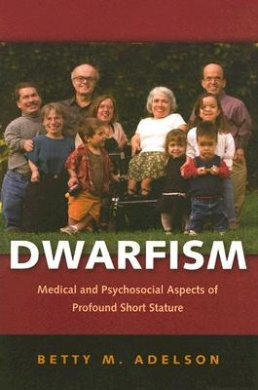 DWARFISM
Medical and Psychosocial Aspects of
Profound Short Stature
BETTY M. ADELSON